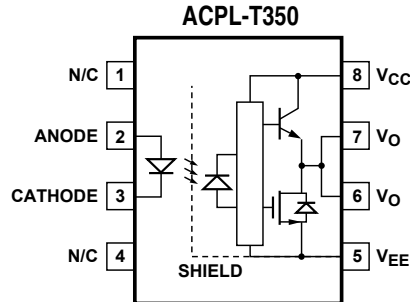 ACPL-T350
N/C 1
8 VCC
ANODE 2
7 VO
CATHODE 3
6 VO
N/C 4
5 VEE
SHIELD